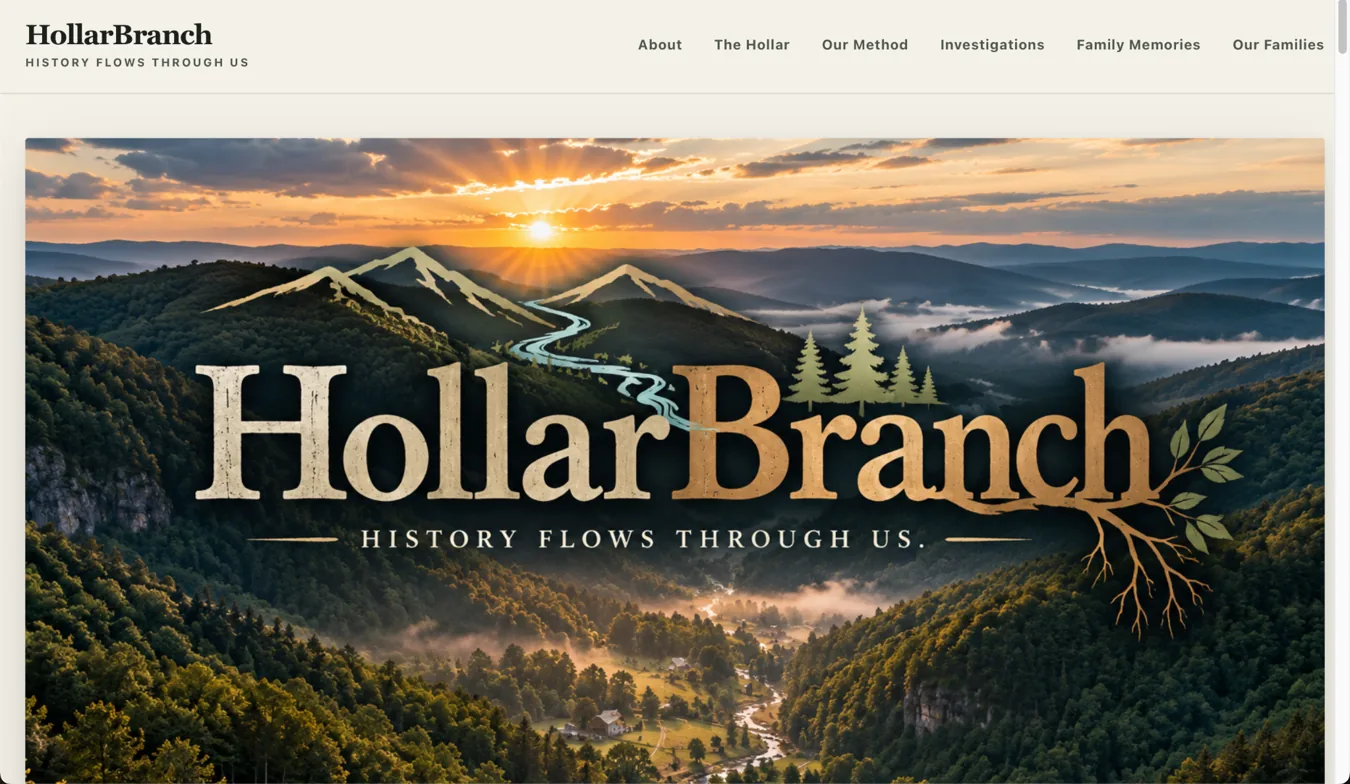 HollarBranch
HISTORY FLOWS THROUGH US
About The Hollar Our Method Investigations Family Memories Our Families
HollarBranch
HISTORY FLOWS THROUGH US.